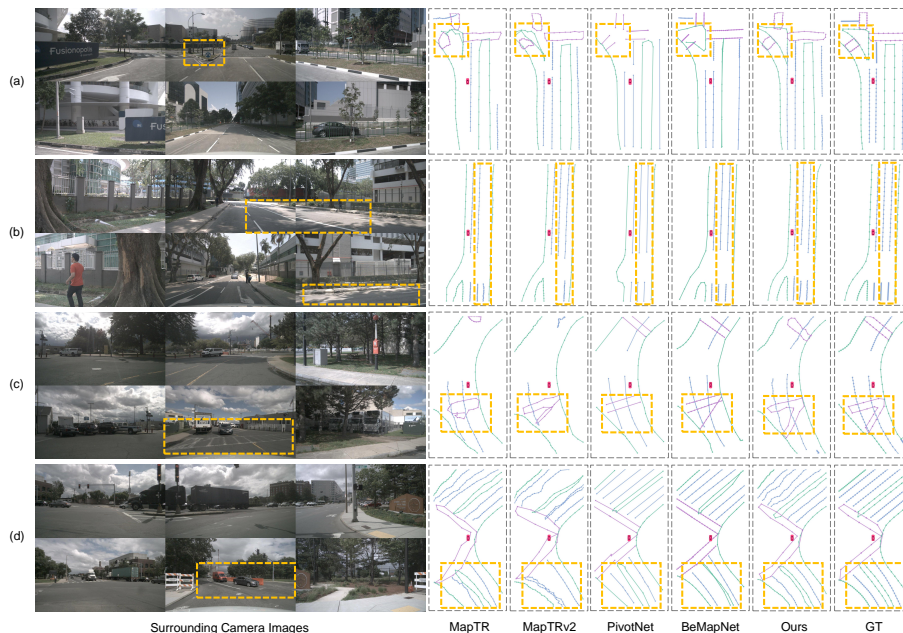 (a)
Fusionopolis
Fus
(b)
(c)
(d)
Surrounding Camera Images
MapTR
MapTRv2
PivotNet
BeMapNet
Ours
GT